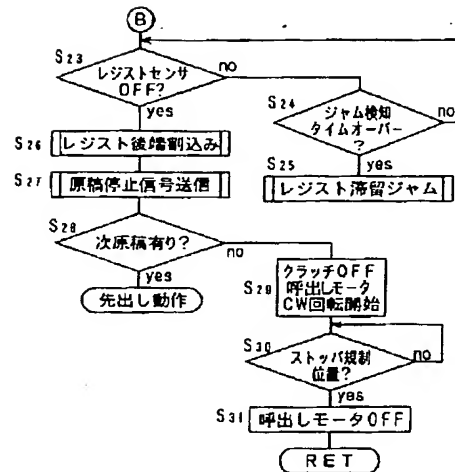 B
S23
レジストセンサ
OFF?
no
yes
S24
ジャム検知
タイムオーバー
?
no
yes
S26
レジスト後端割込み
S25
レジスト滞留ジャム
S27
原稿停止信号送信
S28
次原稿有り?
no
yes
先出し動作
S29
クラッチOFF
呼出しモータ
CW回転開始
S30
ストッパ規制
位置?
no
yes
S31
呼出しモータOFF
RET